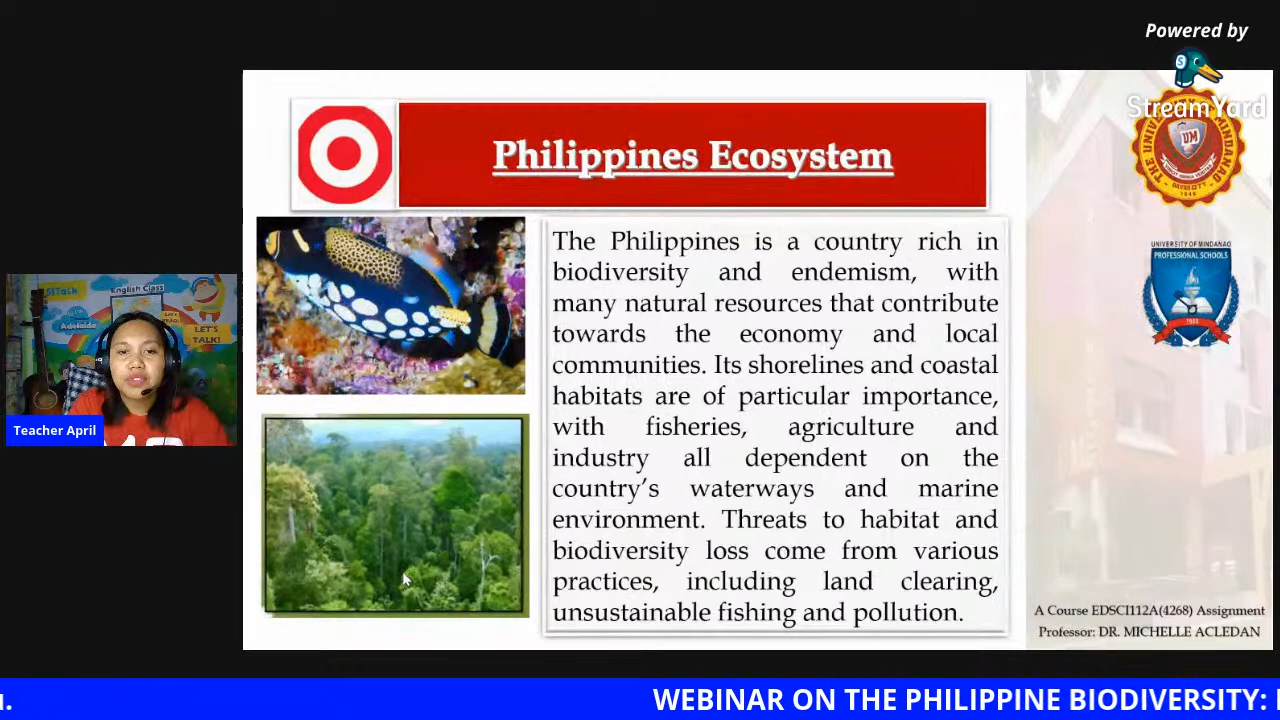 Powered by
StreamYard
Philippines Ecosystem
The Philippines is a country rich in
biodiversity and endemism, with
many natural resources that contribute
towards the economy and local
communities. Its shorelines and coastal
habitats are of particular importance,
with fisheries, agriculture and
industry all dependent on the
country's waterways and marine
environment. Threats to habitat and
biodiversity loss come from various
practices, including land clearing,
unsustainable fishing and pollution.
UM
1946
UNIVERSITY OF MINDANAO
PROFESSIONAL SCHOOLS
English Class
LET'S
TALK!
Teacher April
A Course EDSCI112A(4268) Assignment
Professor: DR. MICHELLE ACLEDAN
WEBINAR ON THE PHILIPPINE BIODIVERSITY: